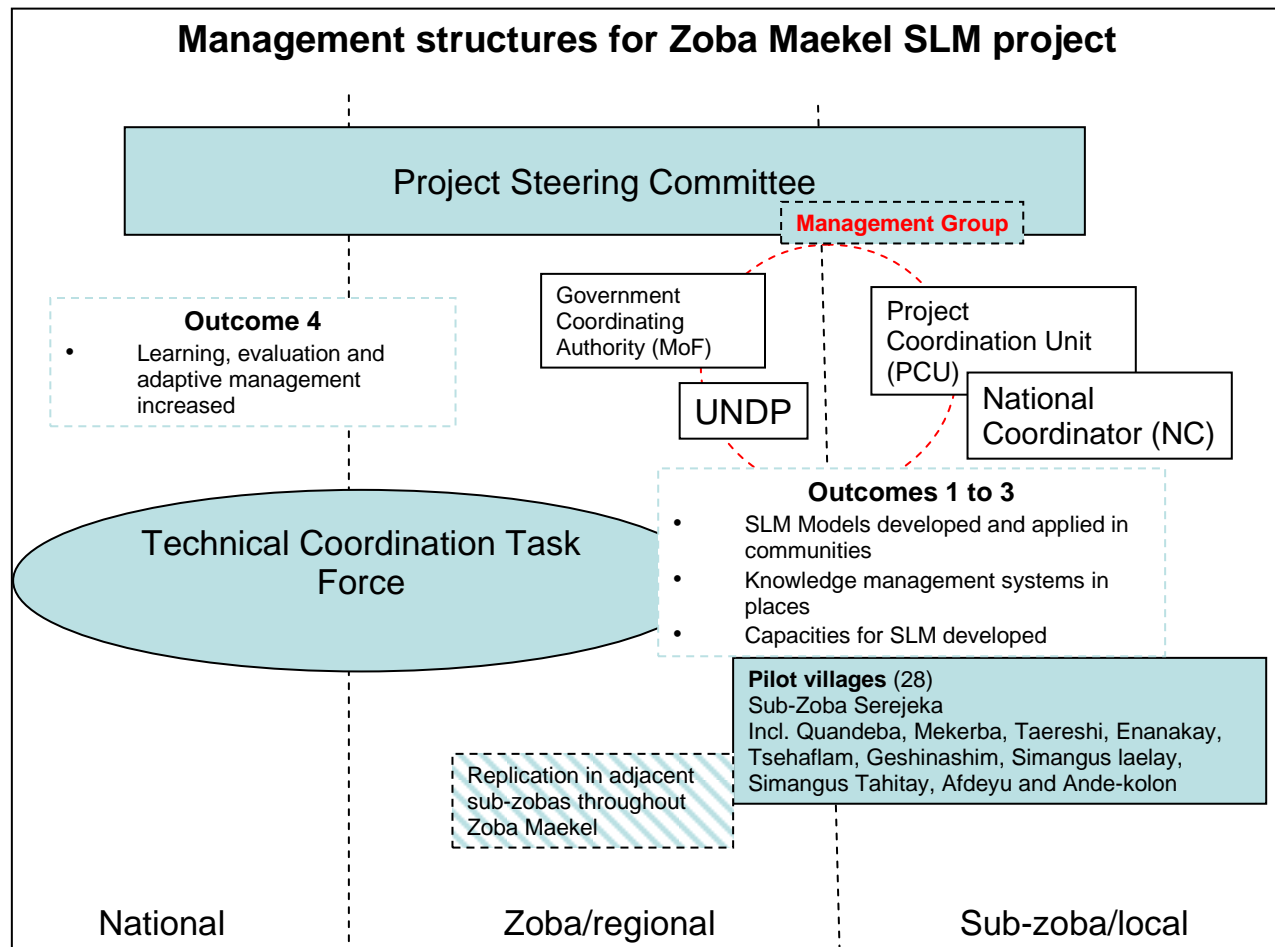 Management structures for Zoba Maekel SLM project
Project Steering Committee
Management Group
Government
Coordinating
Authority (MoF)
Project
Coordination Unit
(PCU)
UNDP
National
Coordinator (NC)
Outcome 4
• Learning, evaluation and
adaptive management
increased
Outcomes 1 to 3
• SLM Models developed and applied in
communities
• Knowledge management systems in
places
• Capacities for SLM developed
Technical Coordination Task
Force
Pilot villages (28)
Sub-Zoba Serejeka
Incl. Quandeba, Mekerba, Taereshi, Enanakay,
Tsehaflam, Geshinashim, Simangus laelay,
Simangus Tahitay, Afdeyu and Ande-kolon
Replication in adjacent
sub-zobas throughout
Zoba Maekel
National
Zoba/regional
Sub-zoba/local